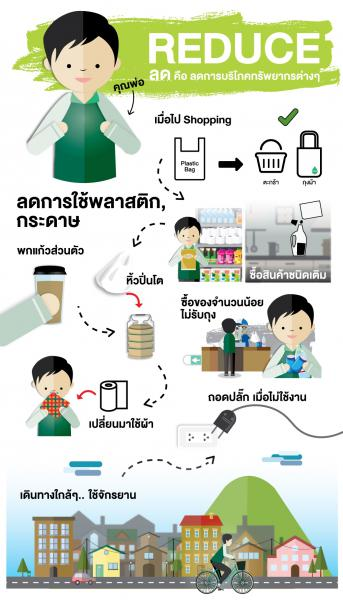 REDUCE
ลด คือ ลดการบริโภคทรัพยากรต่างๆ
คุณพ่อ
เมื่อไป Shopping
Plastic
Bag
ตะกร้า
ถุงผ้า
ลดการใช้พลาสติก,
กระดาษ
พกแก้วส่วนตัว
หิ้วปิ่นโต
ซื้อสินค้าชนิดเติม
ซื้อของจำนวนน้อย
ไม่รับถุง
เปลี่ยนมาใช้ผ้า
ถอดปลั๊ก เมื่อไม่ใช้งาน
เดินทางใกล้ๆ.. ใช้จักรยาน